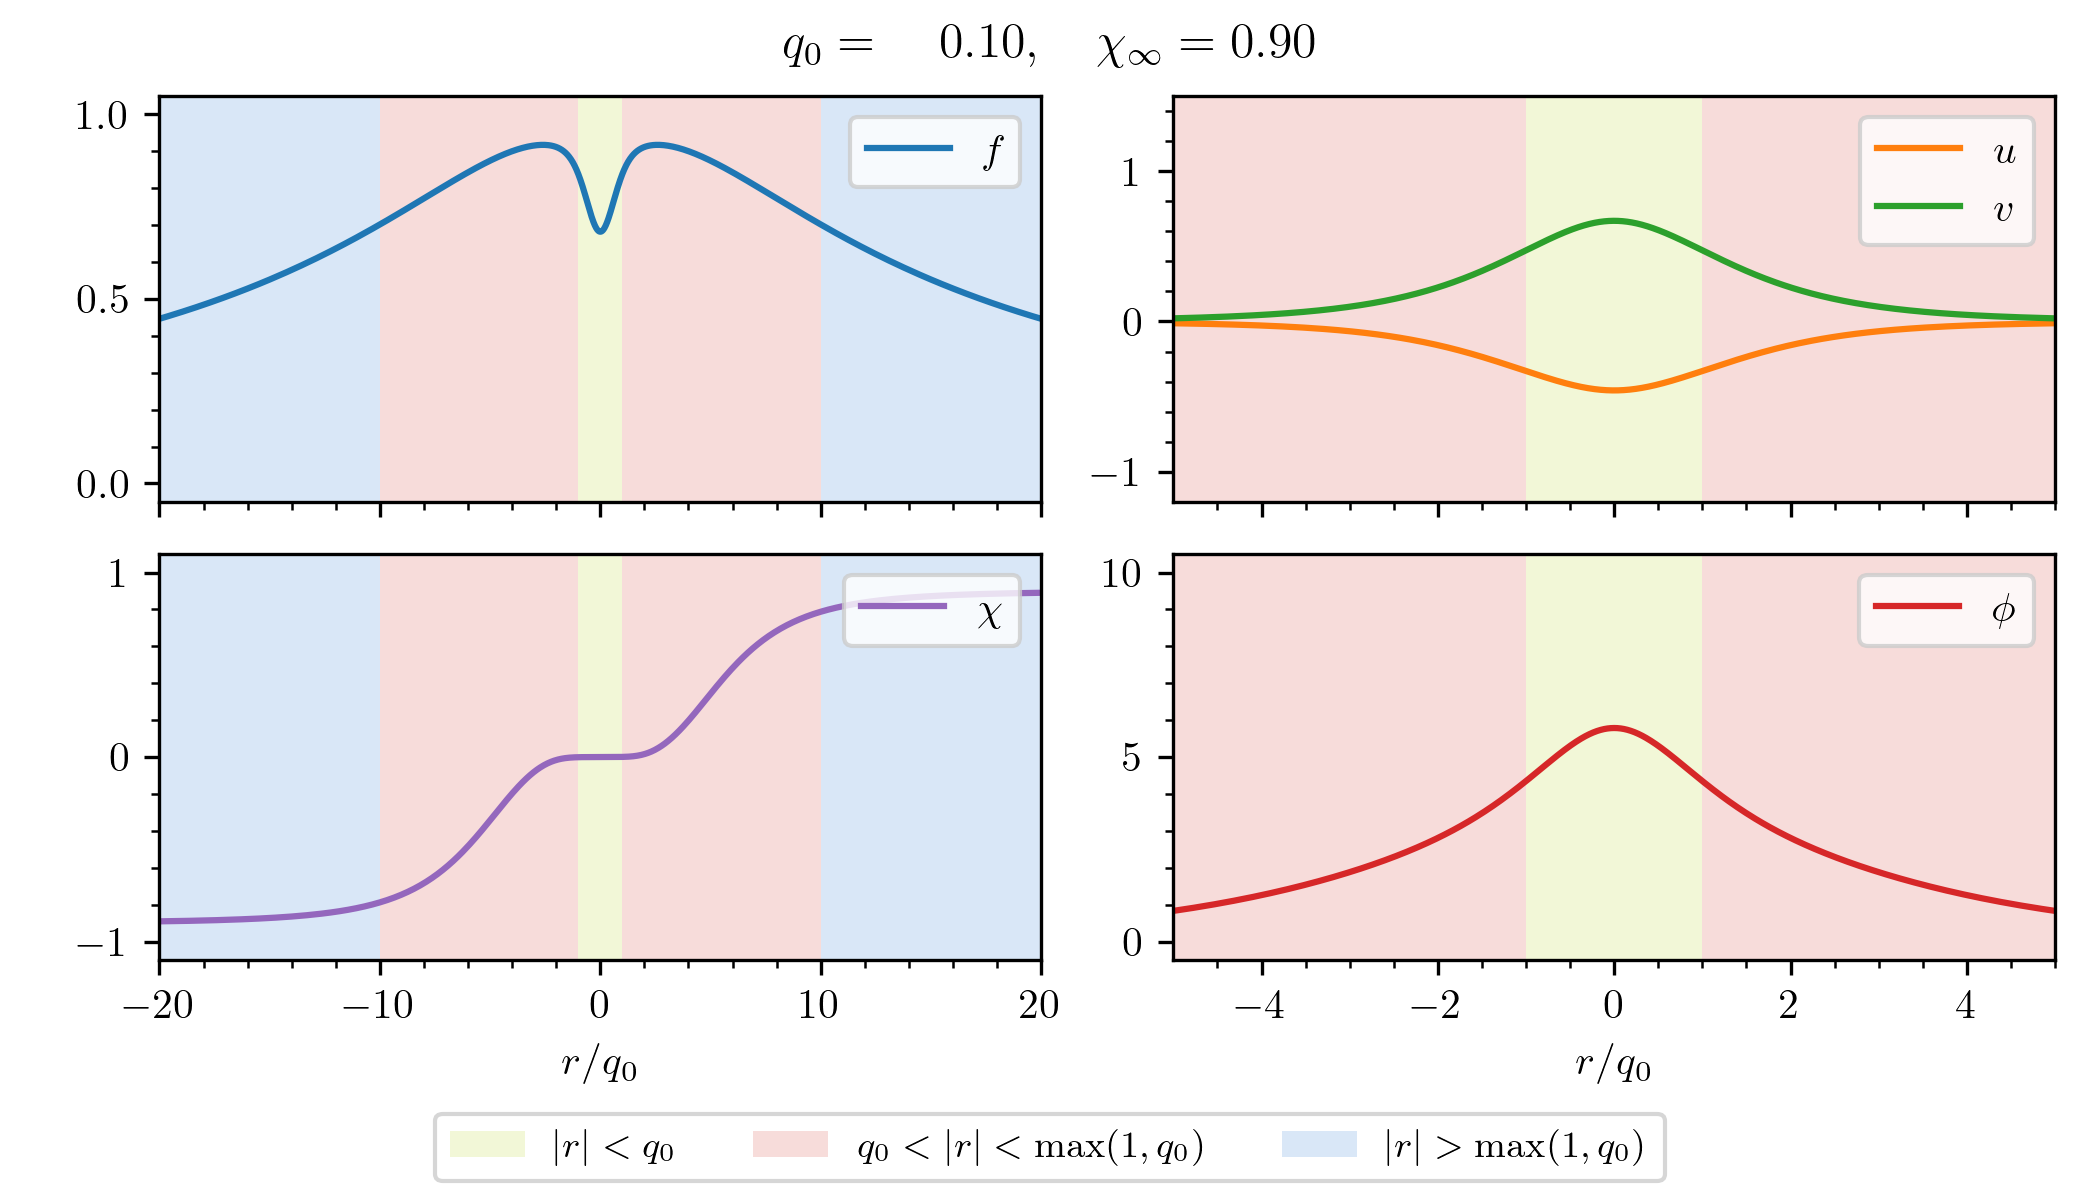 q₀ = 0.10, χ∞ = 0.90
1.0
0.5
0.0
f
1
0
−1
u
v
1
0
−1
χ
−20 −10 0 10 20
r/q₀
10
5
0
ϕ
−4 −2 0 2 4
r/q₀
|r| < q₀ q₀ < |r| < max(1, q₀) |r| > max(1, q₀)